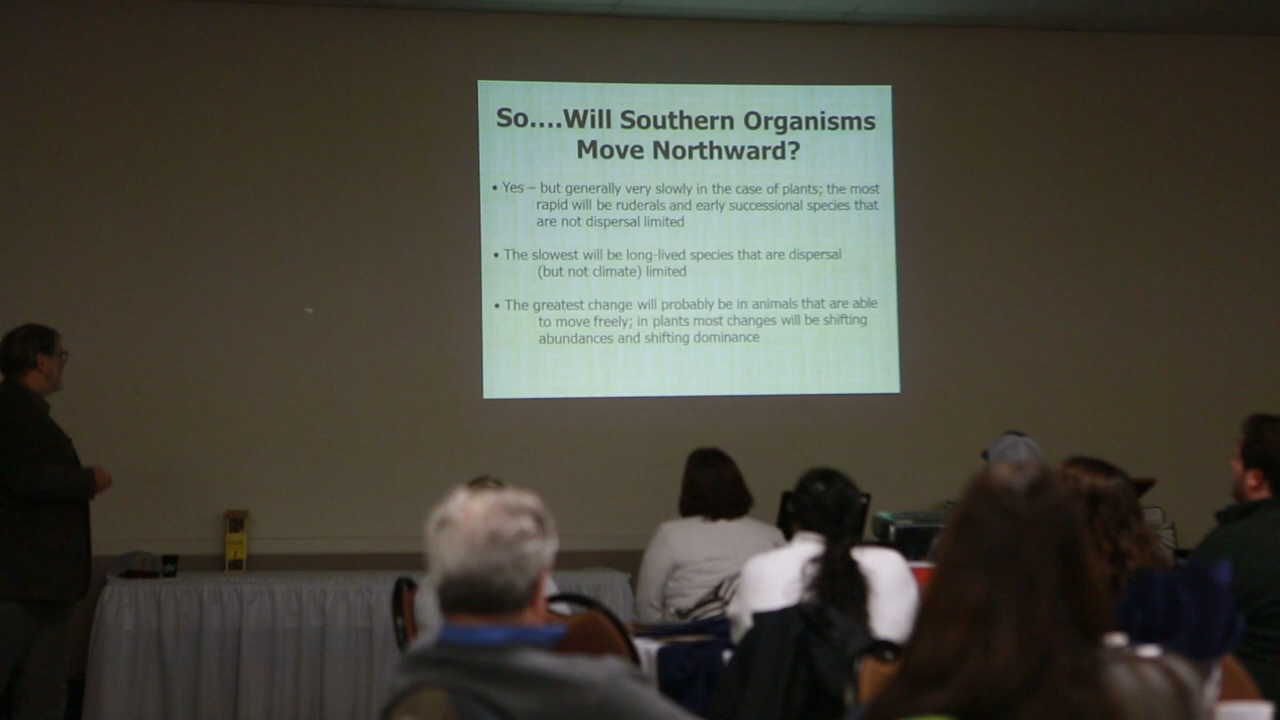 So....Will Southern Organisms
Move Northward?
• Yes – but generally very slowly in the case of plants; the most
rapid will be ruderals and early successional species that
are not dispersal limited
• The slowest will be long-lived species that are dispersal
(but not climate) limited
• The greatest change will probably be in animals that are able
to move freely; in plants most changes will be shifting
abundances and shifting dominance